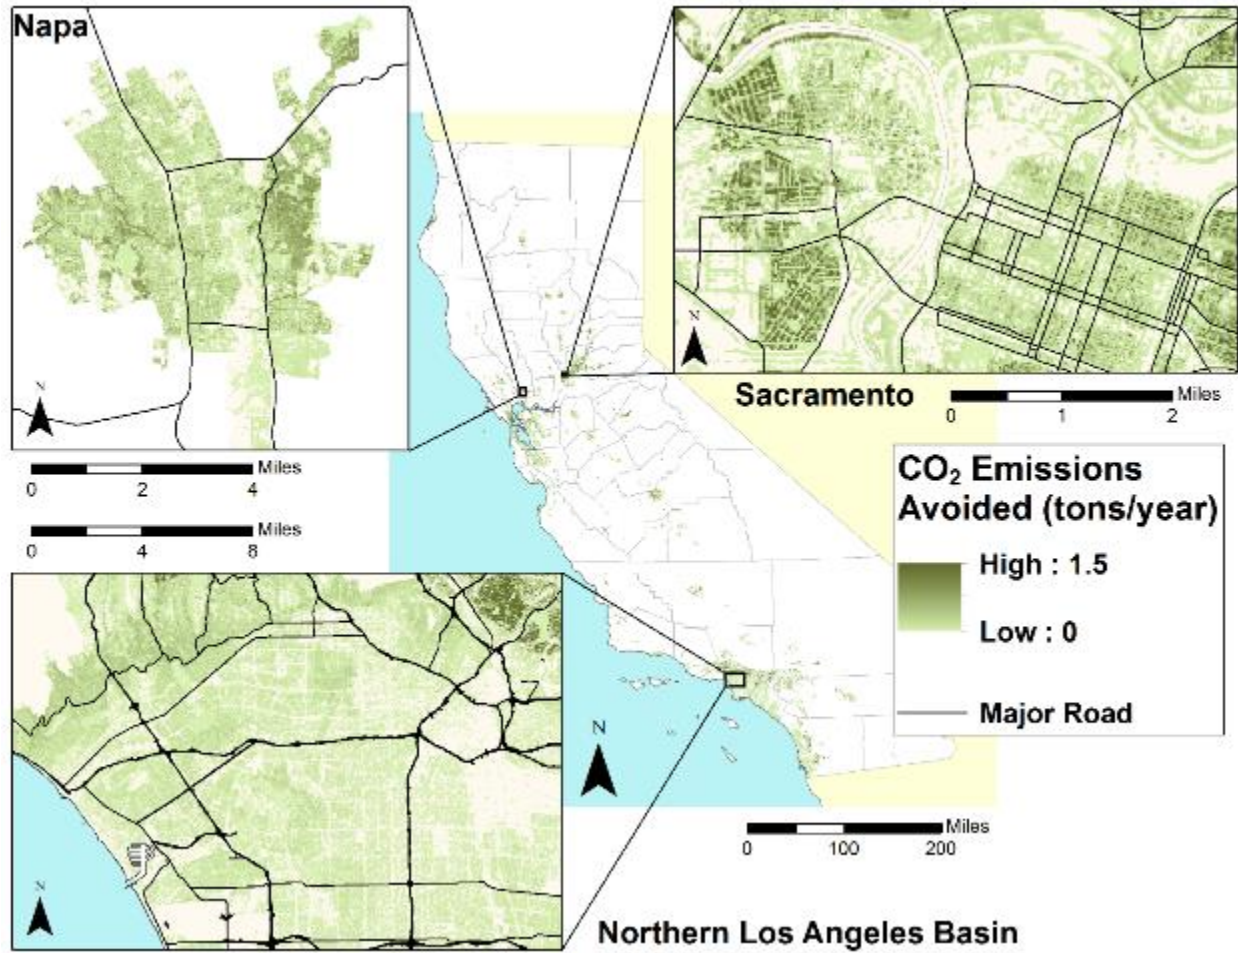 Napa
N
Miles
0 2 4
Miles
0 4 8
N
Sacramento
Miles
0 1 2
CO₂ Emissions
Avoided (tons/year)
High : 1.5
Low : 0
Major Road
N
Miles
0 100 200
N
Northern Los Angeles Basin